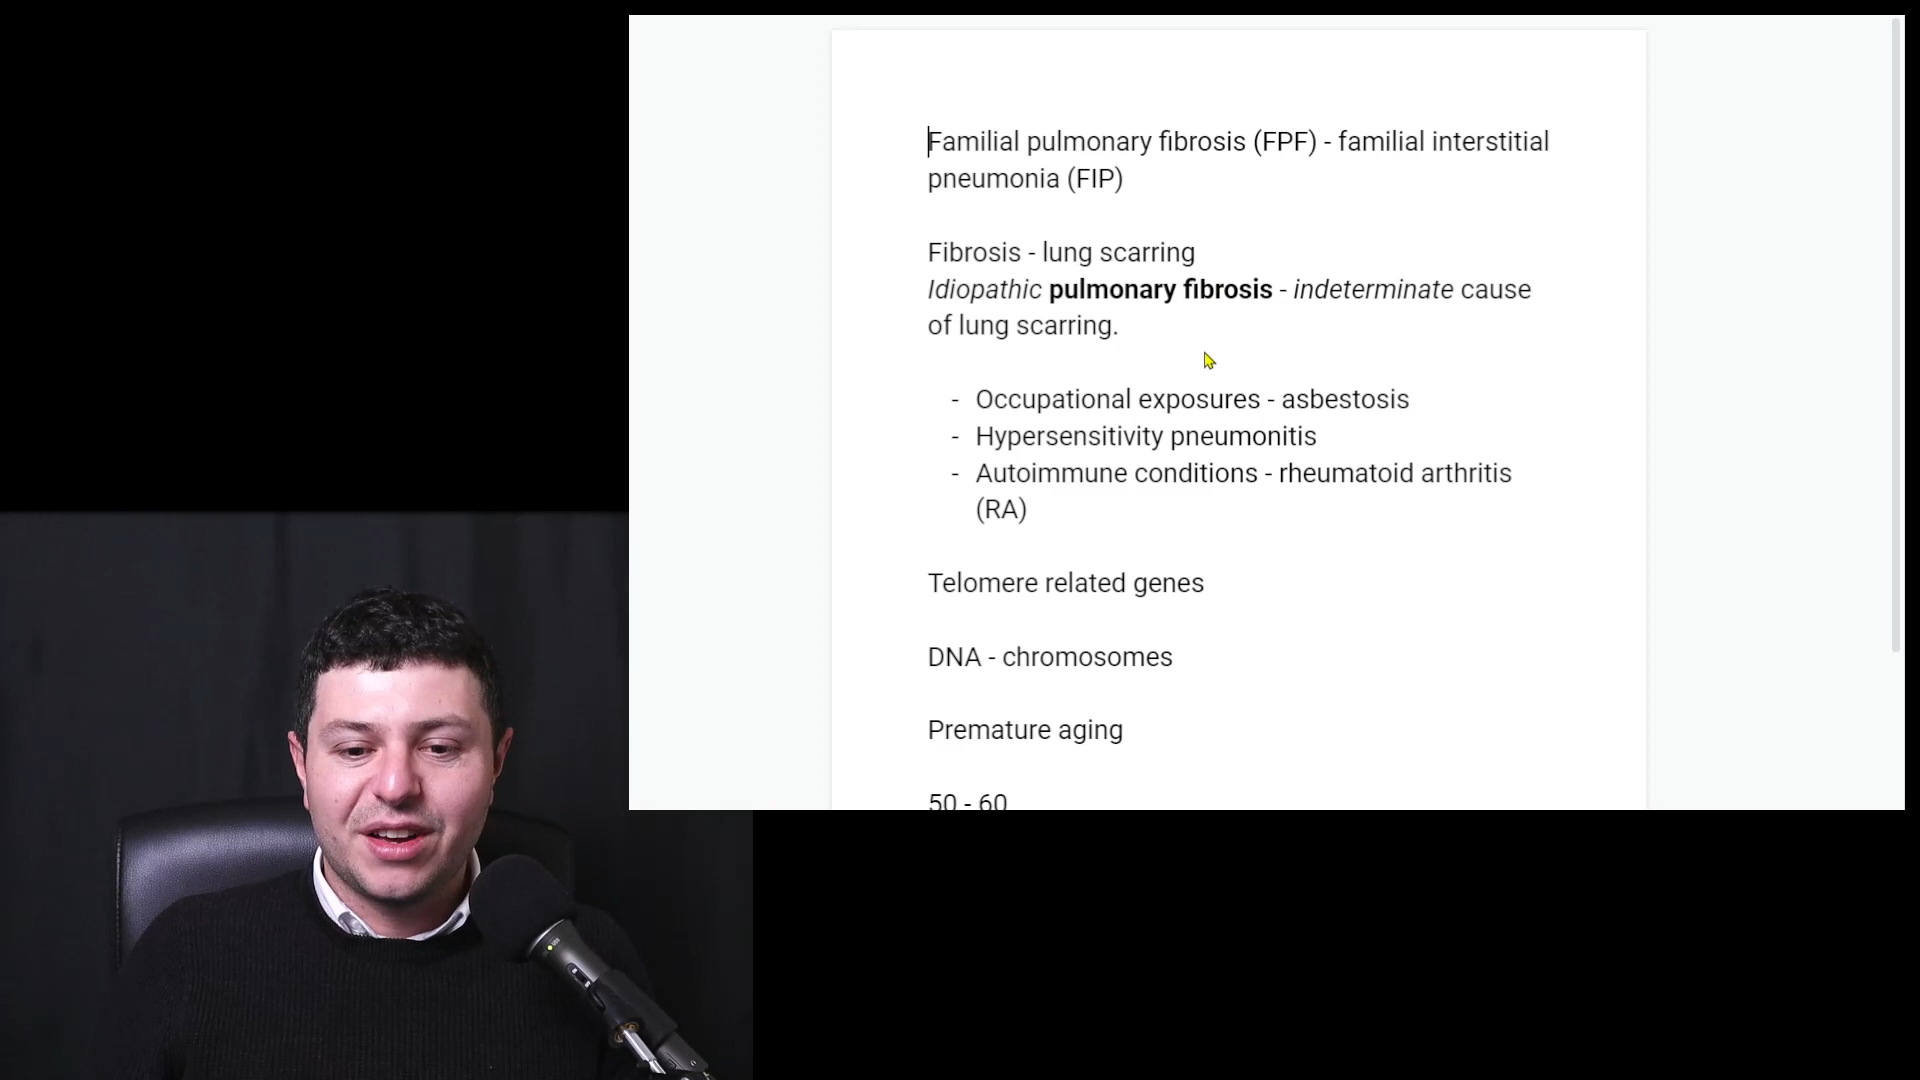 Familial pulmonary fibrosis (FPF) - familial interstitial
pneumonia (FIP)
Fibrosis - lung scarring
Idiopathic pulmonary fibrosis - indeterminate cause
of lung scarring.
- Occupational exposures - asbestosis
- Hypersensitivity pneumonitis
- Autoimmune conditions - rheumatoid arthritis
(RA)
Telomere related genes
DNA - chromosomes
Premature aging
50 - 60